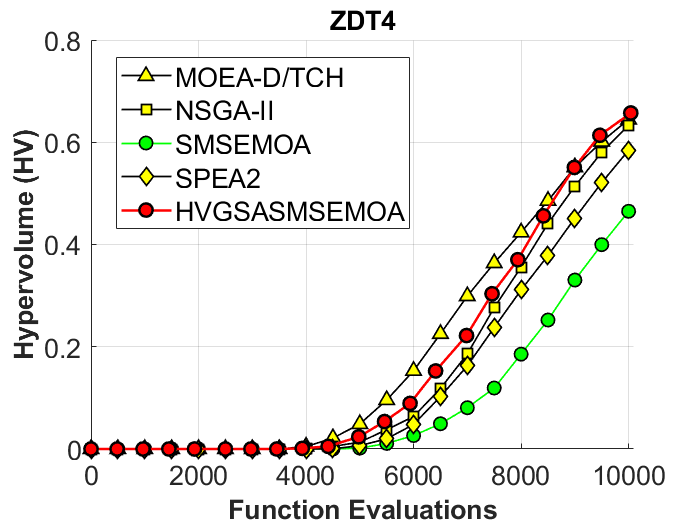 ZDT4
0.8
0.6
0.4
0.2
0
Hypervolume (HV)
MOEA-D/TCH
NSGA-II
SMSEMOA
SPEA2
HVGSASMSEMOA
0 2000 4000 6000 8000 10000
Function Evaluations